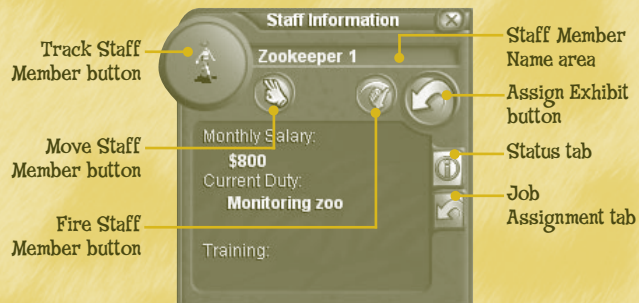 Staff Information
Track Staff
Member button
Zookeeper 1
Staff Member
Name area
Assign Exhibit
button
Move Staff
Member button
Monthly Salary:
$800
Current Duty:
Monitoring zoo
Status tab
Job
Assignment tab
Fire Staff
Member button
Training: